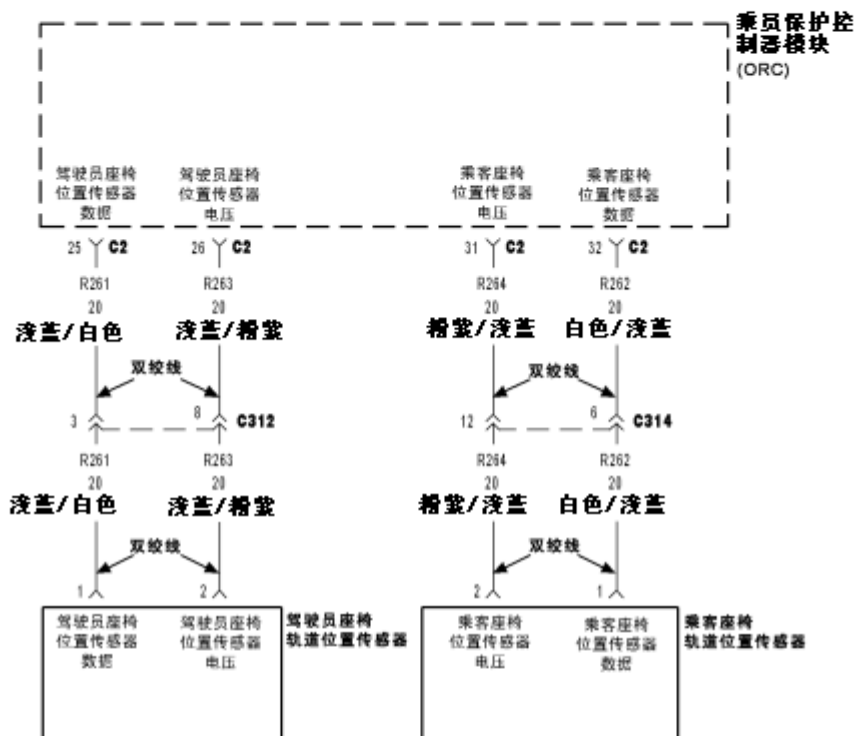 乘员保护控
制器模块
(ORC)
驾驶员座椅
位置传感器
数据
驾驶员座椅
位置传感器
电压
乘客座椅
位置传感器
电压
乘客座椅
位置传感器
数据
25 C2
26 C2
31 C2
32 C2
R261
R263
R264
R262
20
20
20
20
浅蓝/白色
浅蓝/粉紫
粉紫/浅蓝
白色/浅蓝
双绞线
双绞线
3
8
C312
12
6
C314
R261
R263
R264
R262
20
20
20
20
浅蓝/白色
浅蓝/粉紫
粉紫/浅蓝
白色/浅蓝
双绞线
双绞线
1
2
2
1
驾驶员座椅
位置传感器
数据
驾驶员座椅
位置传感器
电压
驾驶员座椅
轨道位置传感器
乘客座椅
位置传感器
电压
乘客座椅
位置传感器
数据
乘客座椅
轨道位置传感器